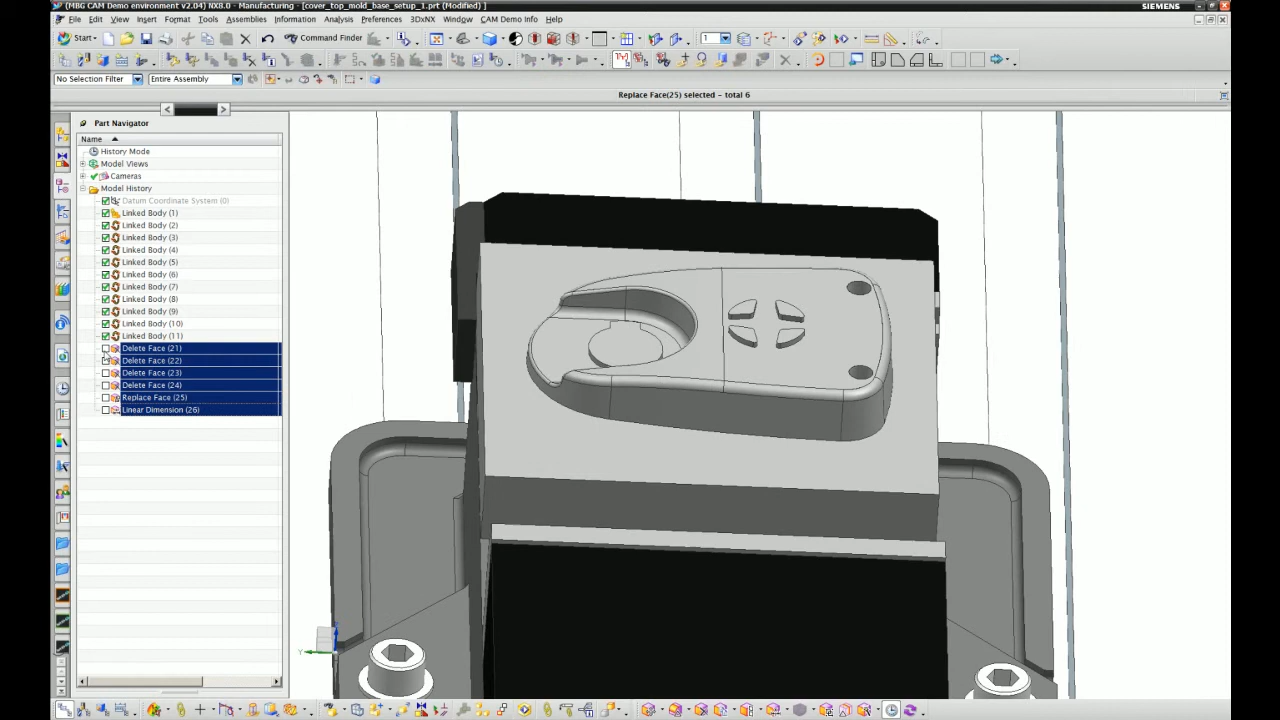 (MBG CAM Demo environment v2.04) NX8.0 - Manufacturing - [cover_top_mold_base_setup_1.prt (Modified) ]
SIEMENS
File Edit View Insert Format Tools Assemblies Information Analysis Preferences 3DxNX Window CAM Demo Info Help
Start Command Finder 1
No Selection Filter Entire Assembly
Replace Face(25) selected - total 6
Part Navigator
Name
History Mode
Model Views
Cameras
Model History
Datum Coordinate System (0)
Linked Body (1)
Linked Body (2)
Linked Body (3)
Linked Body (4)
Linked Body (5)
Linked Body (6)
Linked Body (7)
Linked Body (8)
Linked Body (9)
Linked Body (10)
Linked Body (11)
Delete Face (21)
Delete Face (22)
Delete Face (23)
Delete Face (24)
Replace Face (25)
Linear Dimension (26)
Y